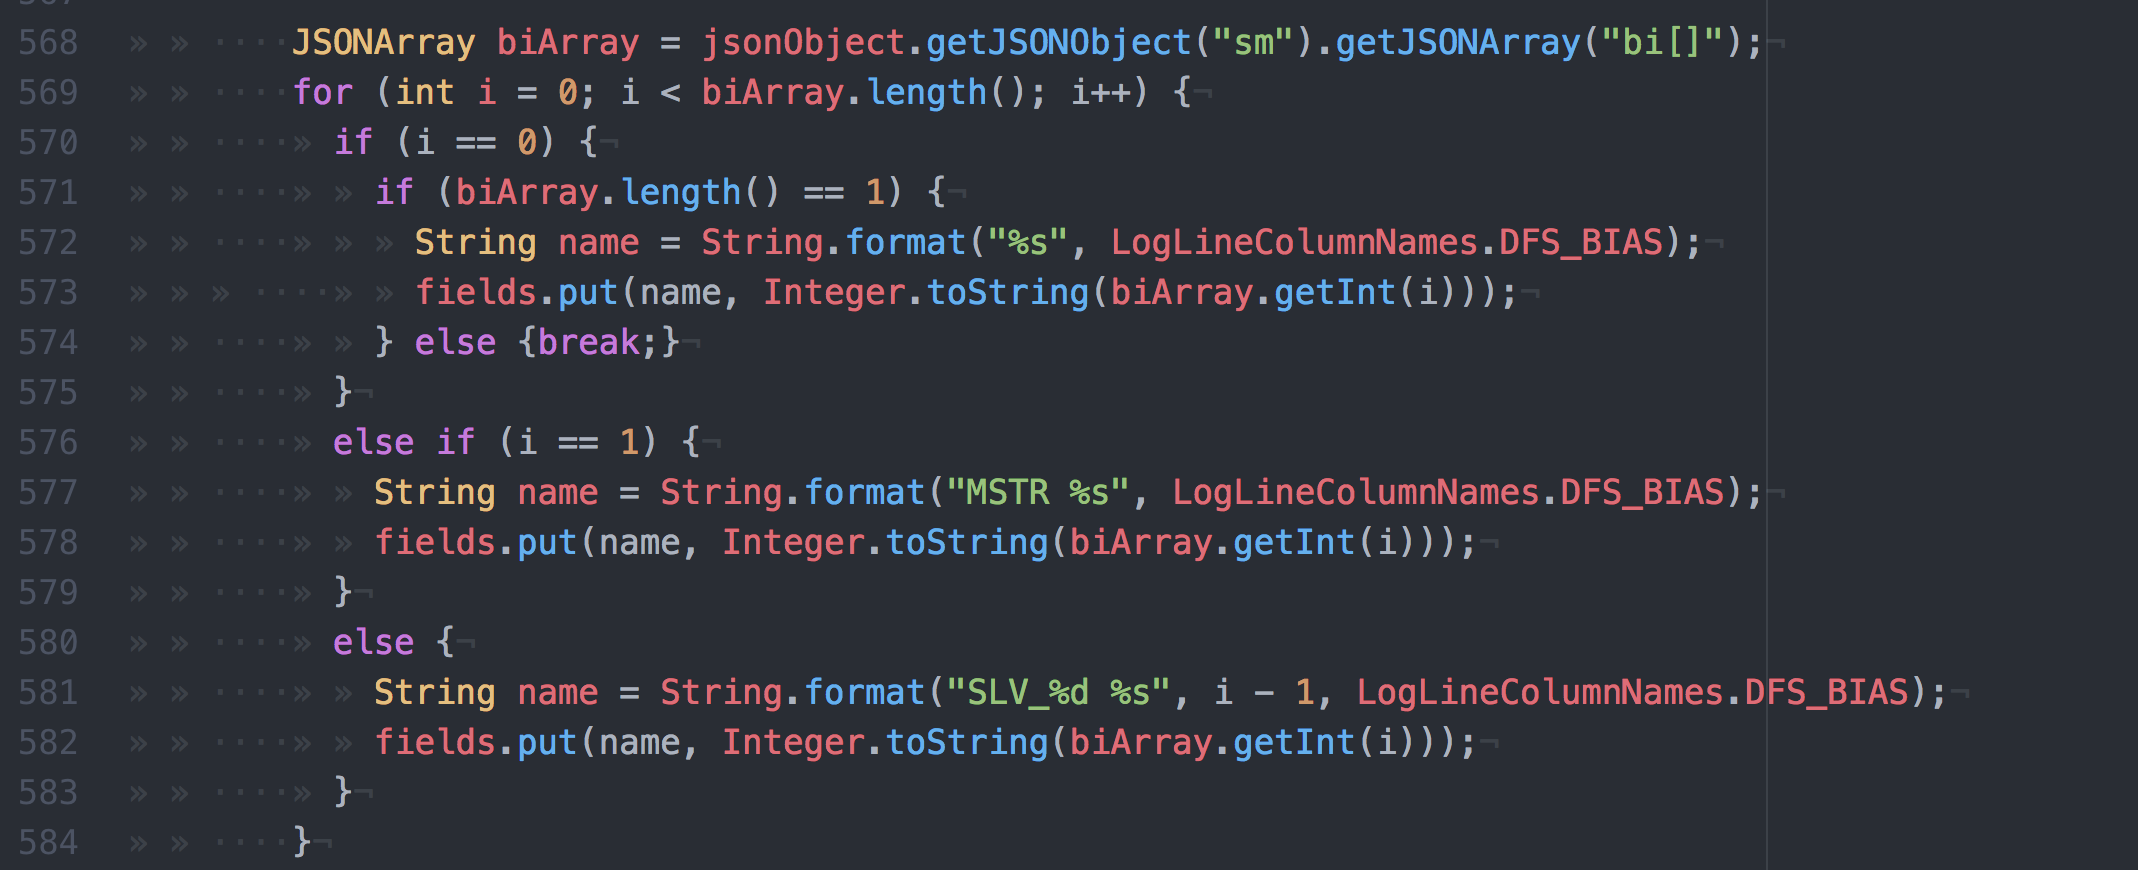 568 » » ····JSONArray biArray = jsonObject.getJSONObject("sm").getJSONArray("bi[]");¬
569 » » ····for (int i = 0; i < biArray.length(); i++) {¬
570 » » ····» if (i == 0) {¬
571 » » ····» » if (biArray.length() == 1) {¬
572 » » ····» » » String name = String.format("%s", LogLineColumnNames.DFS_BIAS);¬
573 » » » ····» » fields.put(name, Integer.toString(biArray.getInt(i)));¬
574 » » ····» » } else {break;}¬
575 » » ····» }¬
576 » » ····» else if (i == 1) {¬
577 » » ····» » String name = String.format("MSTR %s", LogLineColumnNames.DFS_BIAS);¬
578 » » ····» » fields.put(name, Integer.toString(biArray.getInt(i)));¬
579 » » ····» }¬
580 » » ····» else {¬
581 » » ····» » String name = String.format("SLV_%d %s", i - 1, LogLineColumnNames.DFS_BIAS);¬
582 » » ····» » fields.put(name, Integer.toString(biArray.getInt(i)));¬
583 » » ····» }¬
584 » » ····}¬